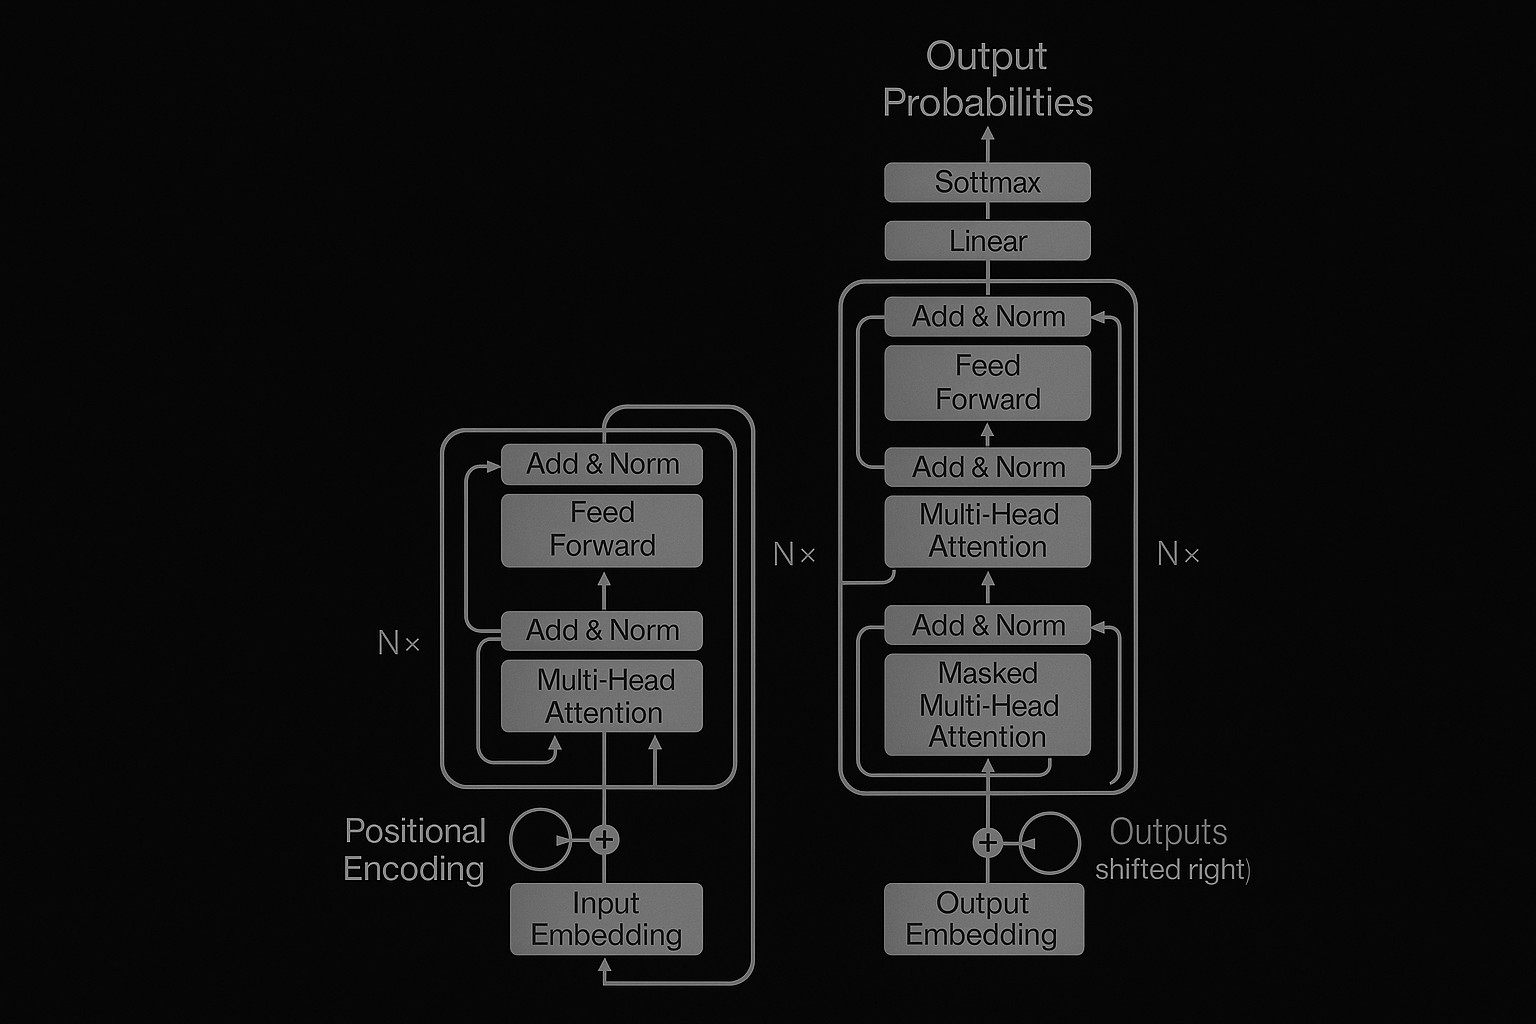 Output
Probabilities
Sottmax
Linear
Add & Norm
Feed
Forward
Add & Norm
Multi-Head
Attention
N×
Add & Norm
Masked
Multi-Head
Attention
Outputs
shifted right)
Output
Embedding
N×
Add & Norm
Feed
Forward
Add & Norm
Multi-Head
Attention
N×
Positional
Encoding
Input
Embedding